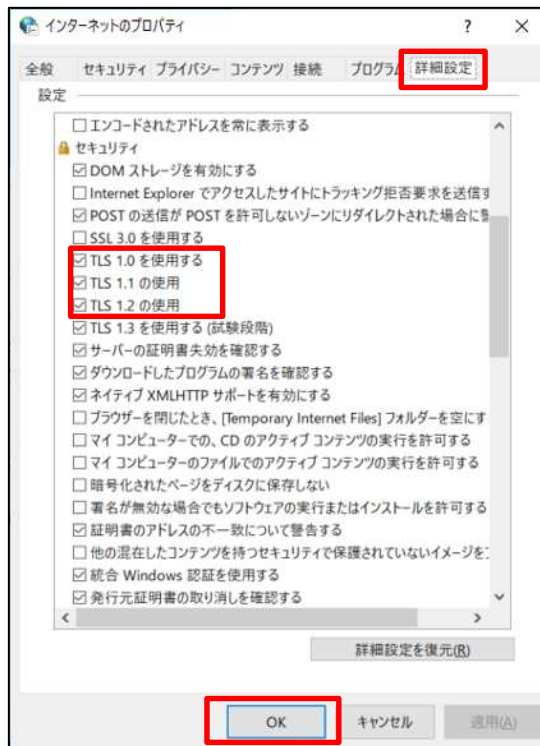 インターネットのプロパティ ? ×
全般 セキュリティ プライバシー コンテンツ 接続 プログラム 詳細設定
設定
エンコードされたアドレスを常に表示する
セキュリティ
DOM ストレージを有効にする
Internet Explorer でアクセスしたサイトにトラッキング拒否要求を送信す
POST の送信が POST を許可しないゾーンにリダイレクトされた場合に警
SSL 3.0 を使用する
TLS 1.0 を使用する
TLS 1.1 の使用
TLS 1.2 の使用
TLS 1.3 を使用する (試験段階)
サーバーの証明書失効を確認する
ダウンロードしたプログラムの署名を確認する
ネイティブ XMLHTTP サポートを有効にする
ブラウザーを閉じたとき、[Temporary Internet Files] フォルダーを空にす
マイ コンピューターでの、CD のアクティブ コンテンツの実行を許可する
マイ コンピューターのファイルでのアクティブ コンテンツの実行を許可する
暗号化されたページをディスクに保存しない
署名が無効な場合でもソフトウェアの実行またはインストールを許可する
証明書のアドレスの不一致について警告する
他の混在したコンテンツを持つセキュリティで保護されていないイメージを
統合 Windows 認証を使用する
発行元証明書の取り消しを確認する
詳細設定を復元(R)
OK キャンセル 適用(A)